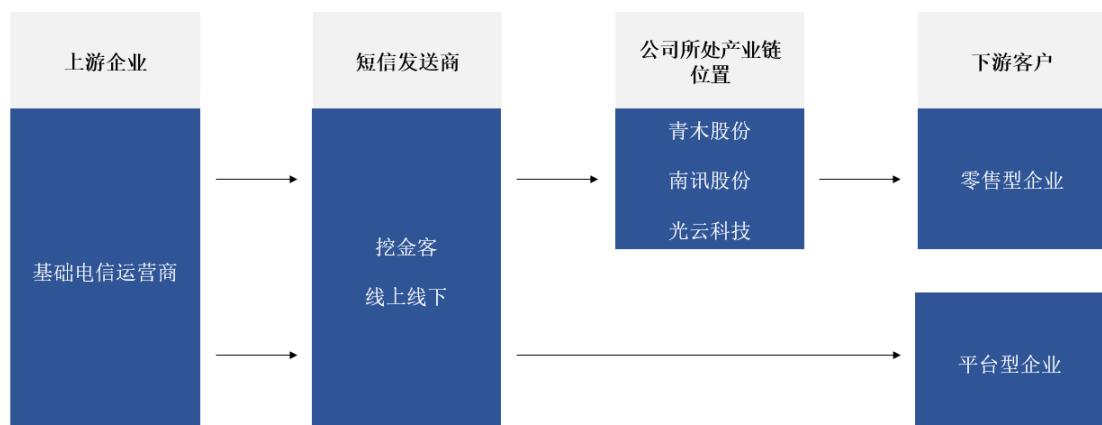 上游企业
短信发送商
公司所处产业链
位置
下游客户
基础电信运营商
挖金客
线上线下
青木股份
南讯股份
光云科技
零售型企业
平台型企业